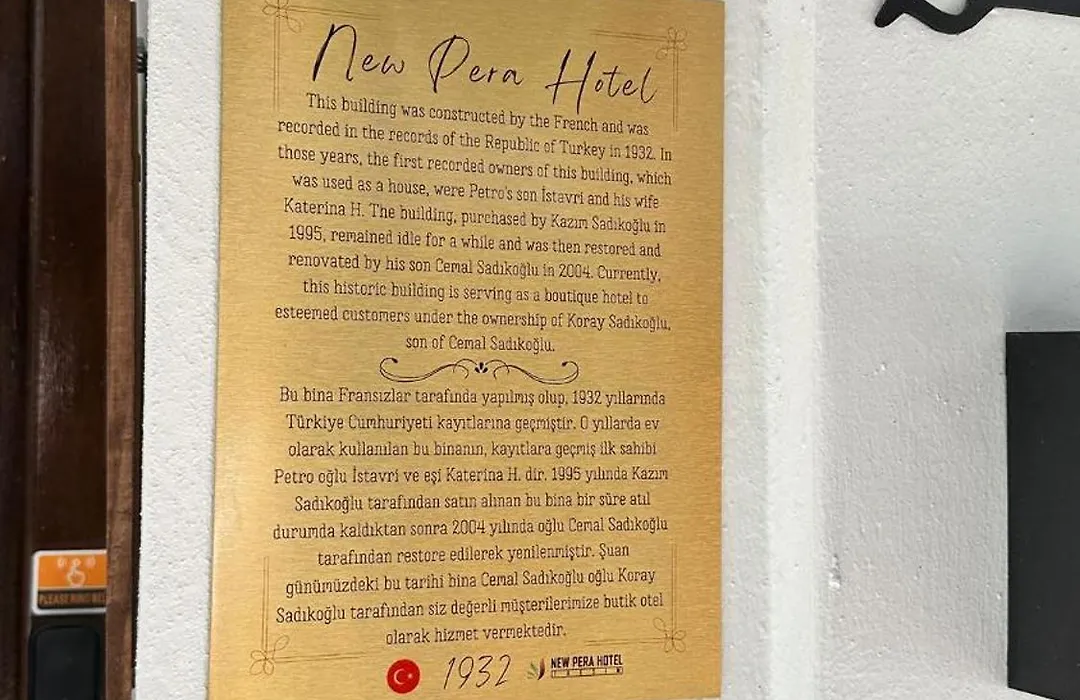 New Pera Hotel
This building was constructed by the French and was
recorded in the records of the Republic of Turkey in 1932. In
those years, the first recorded owners of this building, which
was used as a house, were Petro's son İstavri and his wife
Katerina H. The building, purchased by Kazım Sadıkoğlu in
1995, remained idle for a while and was then restored and
renovated by his son Cemal Sadıkoğlu in 2004. Currently,
this historic building is serving as a boutique hotel to
esteemed customers under the ownership of Koray Sadıkoğlu,
son of Cemal Sadıkoğlu.
Bu bina Fransızlar tarafında yapılmış olup, 1932 yıllarında
Türkiye Cumhuriyeti kayıtlarına geçmiştir. O yıllarda ev
olarak kullanılan bu binanın, kayıtlara geçmiş ilk sahibi
Petro oğlu İstavri ve eşi Katerina H. dir. 1995 yılında Kazım
Sadıkoğlu tarafından satın alınan bu bina bir süre atıl
durumda kaldıktan sonra 2004 yılında oğlu Cemal Sadıkoğlu
tarafından restore edilerek yenilenmiştir. Şuan
günümüzdeki bu tarihi bina Cemal Sadıkoğlu oğlu Koray
Sadıkoğlu tarafından siz değerli müşterilerimize butik otel
olarak hizmet vermektedir.
1932
NEW PERA HOTEL
PLEASE RING BEL